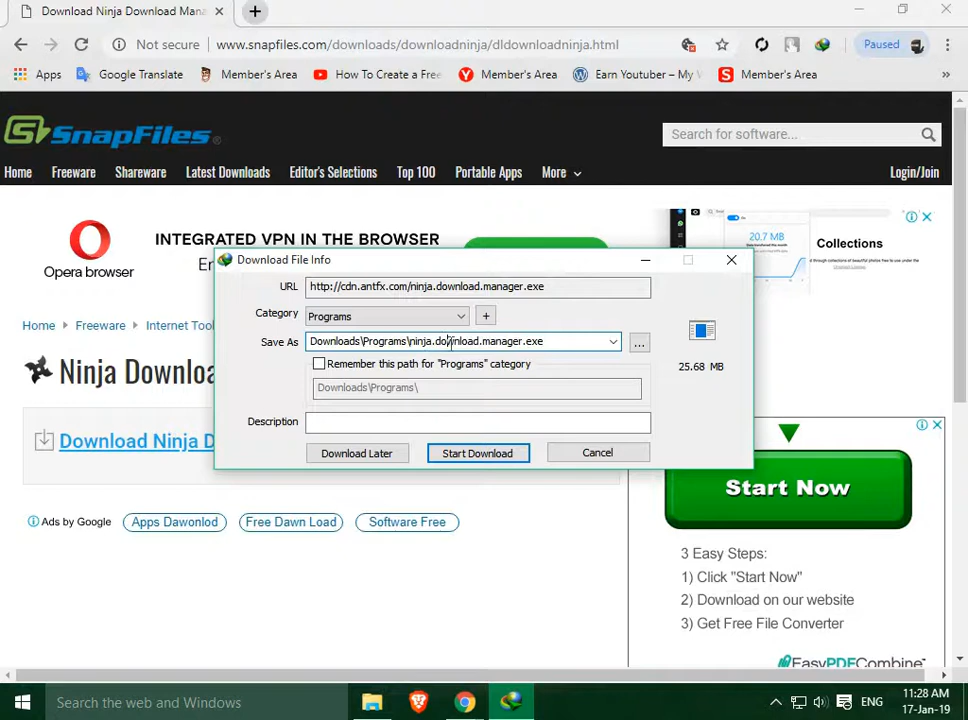 Download Ninja Download Mana
Not secure www.snapfiles.com/downloads/downloadninja/dldownloadninja.html
Paused
Apps Google Translate Member's Area How To Create a Free Member's Area Earn Youtuber – My W Member's Area »
SnapFiles
Search for software...
Home Freeware Shareware Latest Downloads Editor's Selections Top 100 Portable Apps More Login/Join
INTEGRATED VPN IN THE BROWSER
Opera browser
20.7 MB
Collections
Download File Info
URL http://cdn.antfx.com/ninja.download.manager.exe
Category Programs +
Save As Downloads\Programs\ninja.download.manager.exe ...
Remember this path for "Programs" category
Downloads\Programs\
25.68 MB
Description
Download Later Start Download Cancel
Home Freeware Internet Tool
Ninja Downlo
Download Ninja D
Ads by Google Apps Dawonlod Free Dawn Load Software Free
Start Now
3 Easy Steps:
1) Click "Start Now"
2) Download on our website
3) Get Free File Converter
EasyPDFCombine
Search the web and Windows
ENG
11:28 AM
17-Jan-19